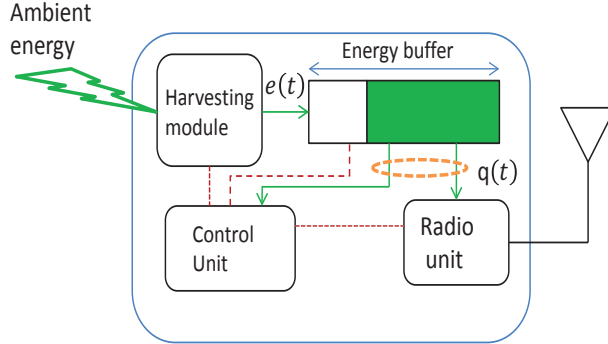 Ambient
energy
Energy buffer
Harvesting
module
e(t)
q(t)
Control
Unit
Radio
unit